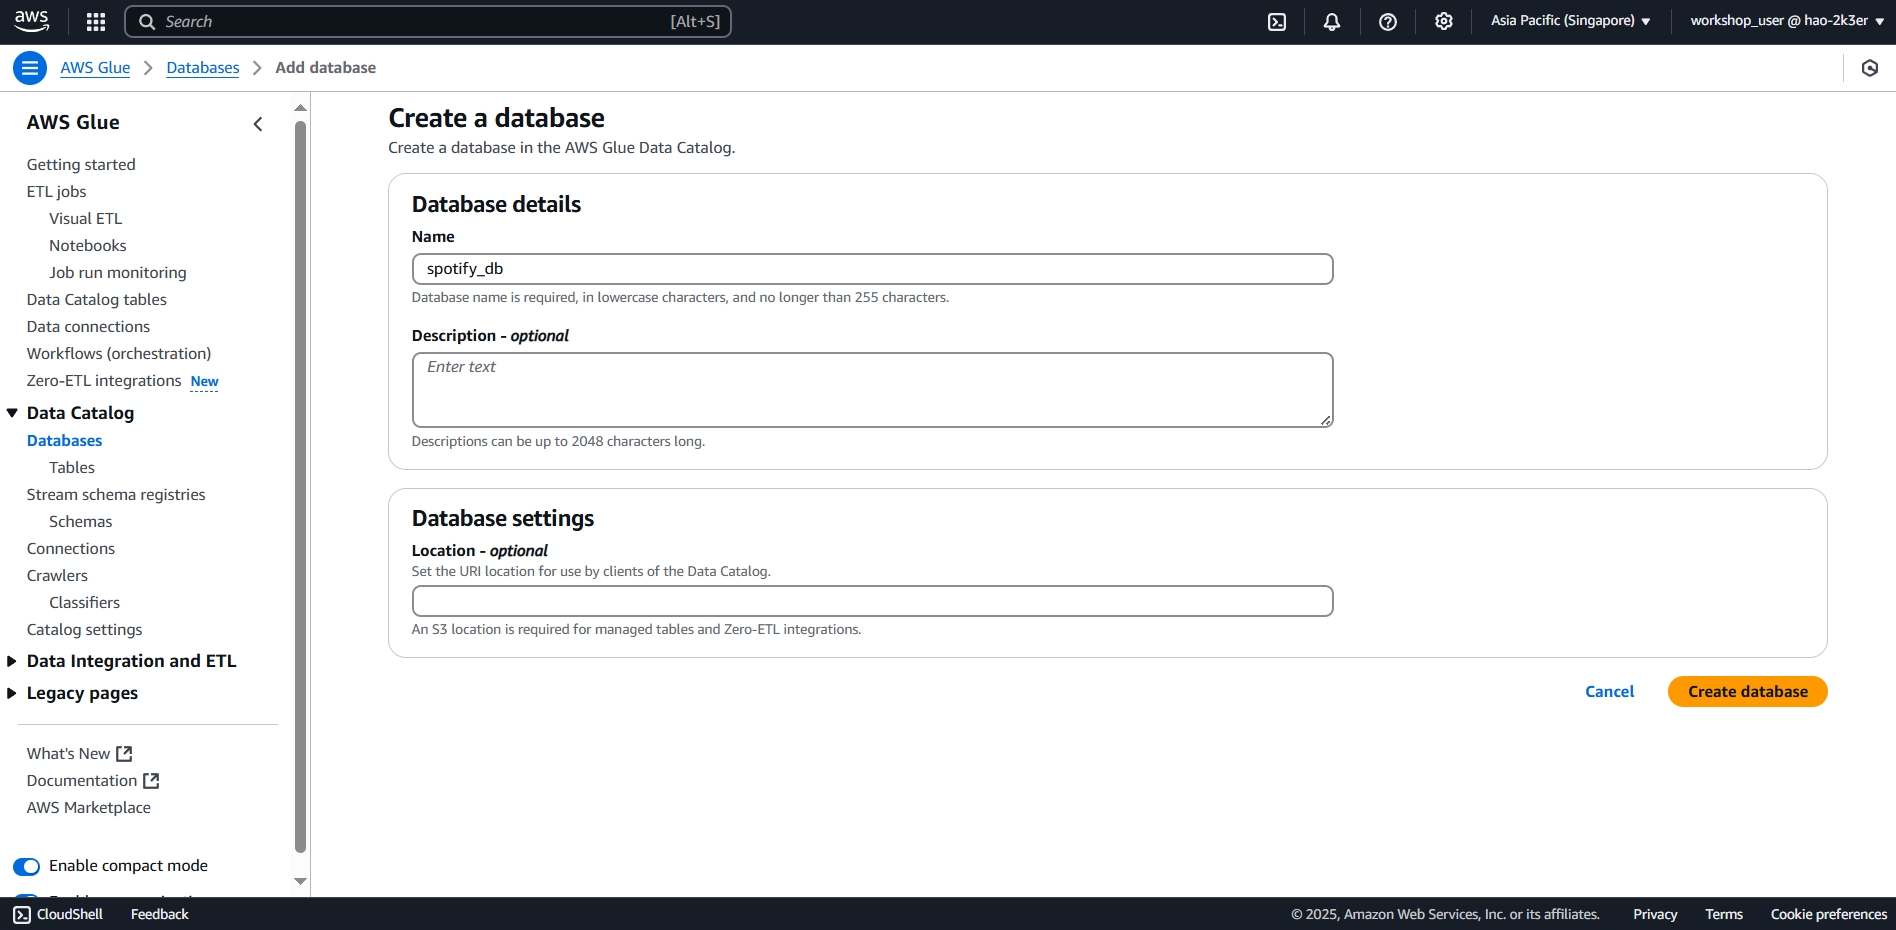 aws
Search [Alt+S]
Asia Pacific (Singapore)
workshop_user @ hao-2k3er
AWS Glue
Databases
Add database
AWS Glue
Getting started
ETL jobs
Visual ETL
Notebooks
Job run monitoring
Data Catalog tables
Data connections
Workflows (orchestration)
Zero-ETL integrations New
Data Catalog
Databases
Tables
Stream schema registries
Schemas
Connections
Crawlers
Classifiers
Catalog settings
Data Integration and ETL
Legacy pages
What's New
Documentation
AWS Marketplace
Enable compact mode
Create a database
Create a database in the AWS Glue Data Catalog.
Database details
Name
spotify_db
Database name is required, in lowercase characters, and no longer than 255 characters.
Description - optional
Enter text
Descriptions can be up to 2048 characters long.
Database settings
Location - optional
Set the URI location for use by clients of the Data Catalog.
An S3 location is required for managed tables and Zero-ETL integrations.
Cancel
Create database
CloudShell
Feedback
© 2025, Amazon Web Services, Inc. or its affiliates.
Privacy
Terms
Cookie preferences